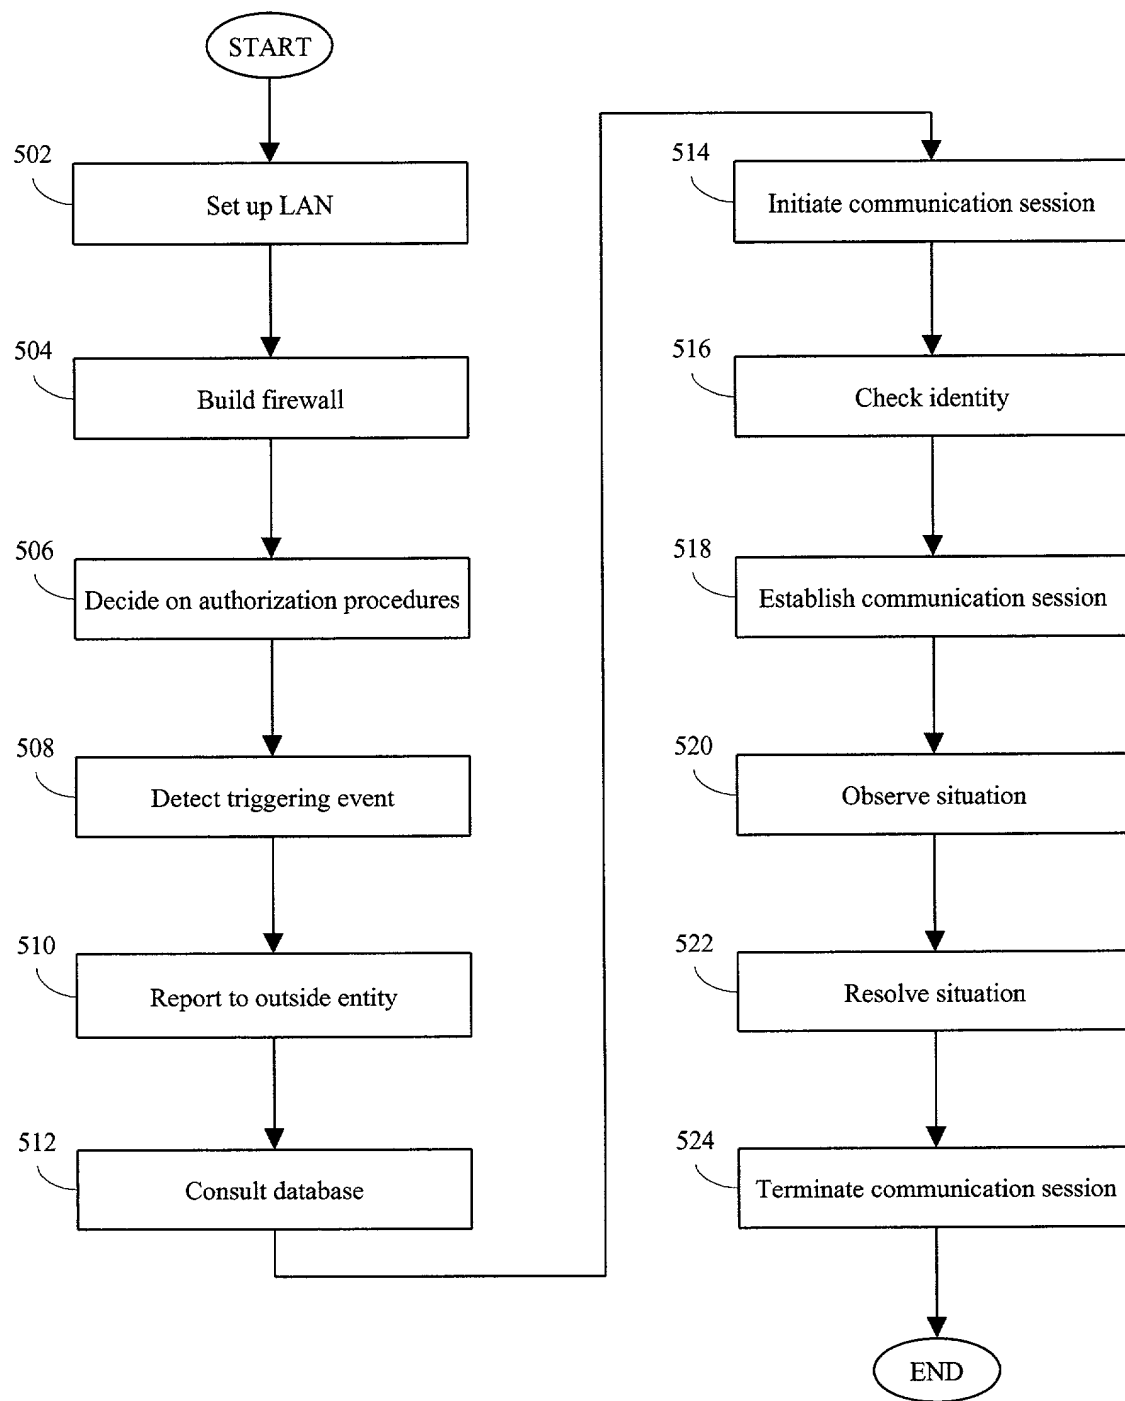 START
502
Set up LAN
504
Build firewall
506
Decide on authorization procedures
508
Detect triggering event
510
Report to outside entity
512
Consult database
514
Initiate communication session
516
Check identity
518
Establish communication session
520
Observe situation
522
Resolve situation
524
Terminate communication session
END